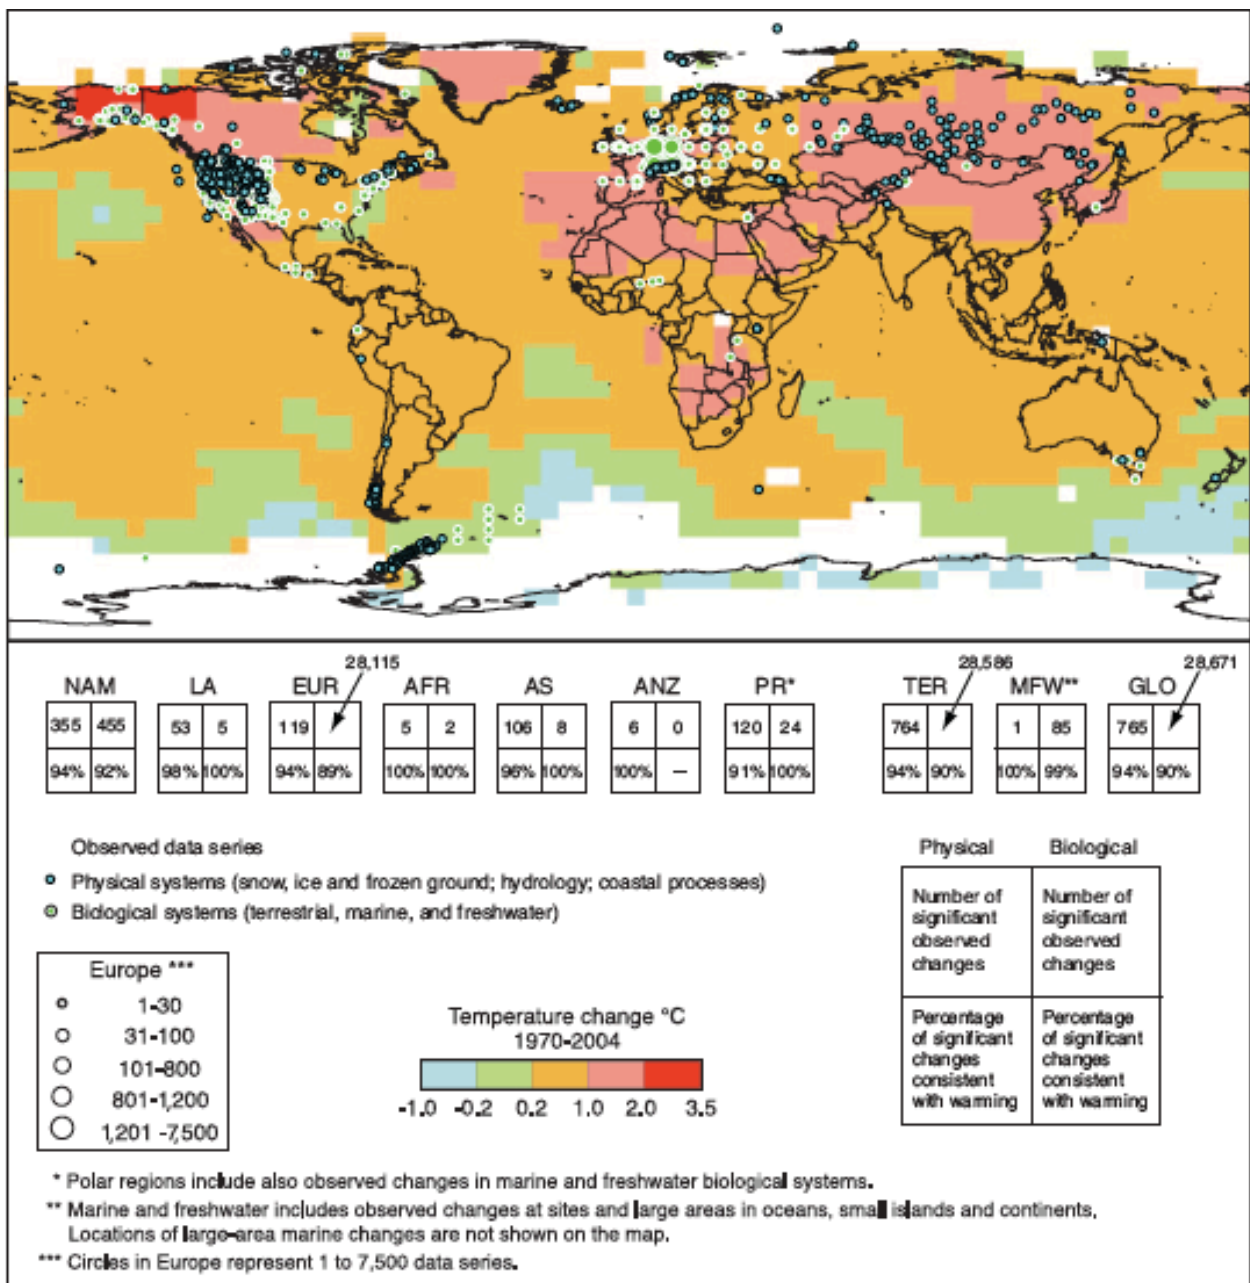 28,115
28,586
28,671
NAM LA EUR AFR AS ANZ PR* TER MFW** GLO
355 455 53 5 119 5 2 106 8 6 0 120 24 764 1 85 765
94% 92% 98% 100% 94% 89% 100% 100% 96% 100% 100% — 91% 100% 94% 90% 100% 99% 94% 90%
Observed data series
Physical systems (snow, ice and frozen ground; hydrology; coastal processes)
Biological systems (terrestrial, marine, and freshwater)
Physical Biological
Number of
significant
observed
changes
Number of
significant
observed
changes
Percentage
of significant
changes
consistent
with warming
Percentage
of significant
changes
consistent
with warming
Europe ***
1-30
31-100
101-800
801-1,200
1,201 -7,500
Temperature change °C
1970-2004
-1.0 -0.2 0.2 1.0 2.0 3.5
* Polar regions include also observed changes in marine and freshwater biological systems.
** Marine and freshwater includes observed changes at sites and large areas in oceans, small islands and continents.
Locations of large-area marine changes are not shown on the map.
*** Circles in Europe represent 1 to 7,500 data series.